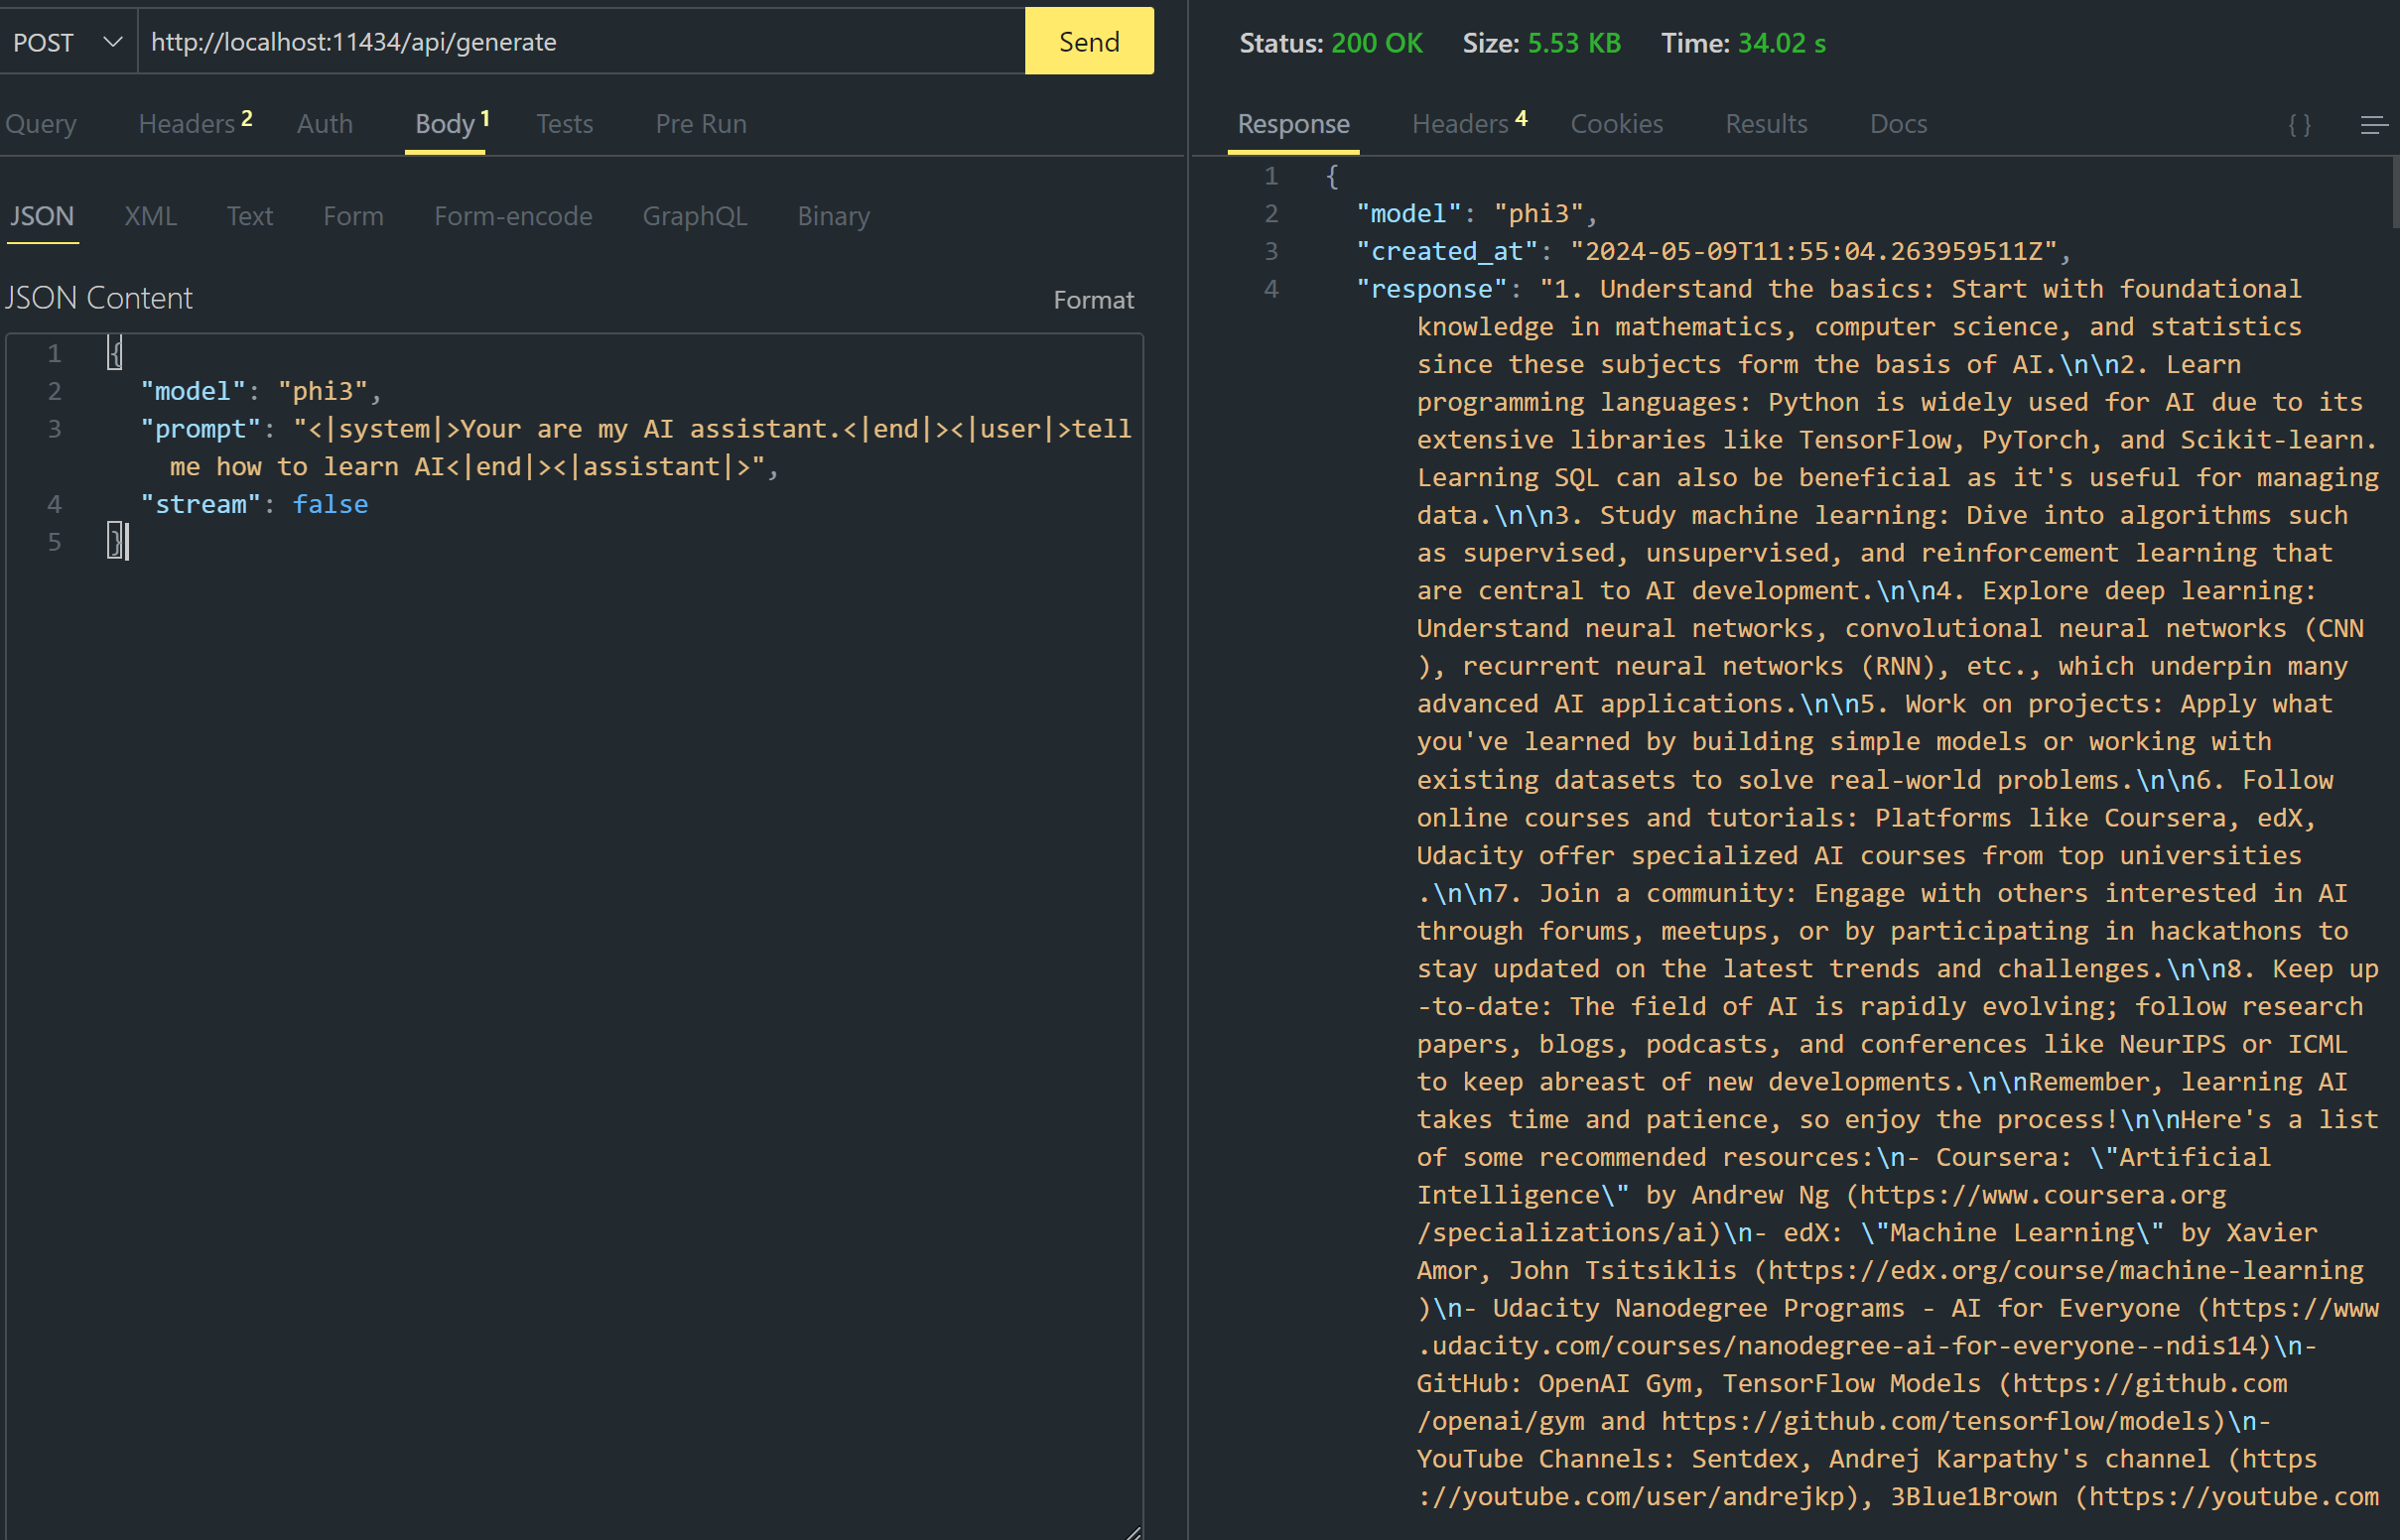 POST http://localhost:11434/api/generate Send
Query Headers 2 Auth Body 1 Tests Pre Run
JSON XML Text Form Form-encode GraphQL Binary
JSON Content Format
1 {
2 "model": "phi3",
3 "prompt": "<|system|>Your are my AI assistant.<|end|><|user|>tell
me how to learn AI<|end|><|assistant|>",
4 "stream": false
5 }
Status: 200 OK Size: 5.53 KB Time: 34.02 s
Response Headers 4 Cookies Results Docs { }
1 {
2 "model": "phi3",
3 "created_at": "2024-05-09T11:55:04.263959511Z",
4 "response": "1. Understand the basics: Start with foundational
knowledge in mathematics, computer science, and statistics
since these subjects form the basis of AI.\n\n2. Learn
programming languages: Python is widely used for AI due to its
extensive libraries like TensorFlow, PyTorch, and Scikit-learn.
Learning SQL can also be beneficial as it's useful for managing
data.\n\n3. Study machine learning: Dive into algorithms such
as supervised, unsupervised, and reinforcement learning that
are central to AI development.\n\n4. Explore deep learning:
Understand neural networks, convolutional neural networks (CNN
), recurrent neural networks (RNN), etc., which underpin many
advanced AI applications.\n\n5. Work on projects: Apply what
you've learned by building simple models or working with
existing datasets to solve real-world problems.\n\n6. Follow
online courses and tutorials: Platforms like Coursera, edX,
Udacity offer specialized AI courses from top universities
.\n\n7. Join a community: Engage with others interested in AI
through forums, meetups, or by participating in hackathons to
stay updated on the latest trends and challenges.\n\n8. Keep up
-to-date: The field of AI is rapidly evolving; follow research
papers, blogs, podcasts, and conferences like NeurIPS or ICML
to keep abreast of new developments.\n\nRemember, learning AI
takes time and patience, so enjoy the process!\n\nHere's a list
of some recommended resources:\n- Coursera: \"Artificial
Intelligence\" by Andrew Ng (https://www.coursera.org
/specializations/ai)\n- edX: \"Machine Learning\" by Xavier
Amor, John Tsitsiklis (https://edx.org/course/machine-learning
)\n- Udacity Nanodegree Programs - AI for Everyone (https://www
.udacity.com/courses/nanodegree-ai-for-everyone--ndis14)\n-
GitHub: OpenAI Gym, TensorFlow Models (https://github.com
/openai/gym and https://github.com/tensorflow/models)\n-
YouTube Channels: Sentdex, Andrej Karpathy's channel (https
://youtube.com/user/andrejkp), 3Blue1Brown (https://youtube.com